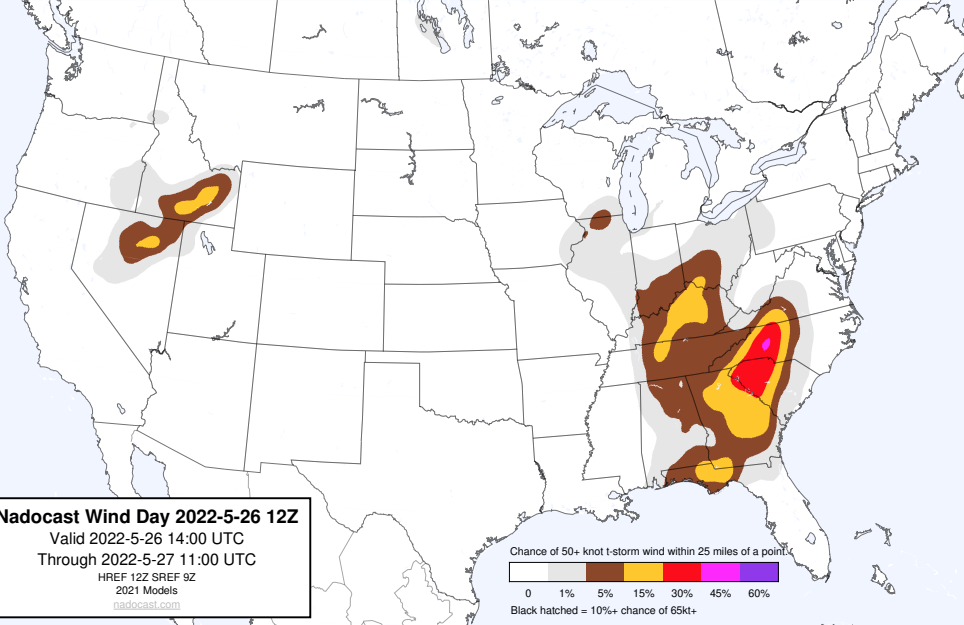 Nadocast Wind Day 2022-5-26 12Z
Valid 2022-5-26 14:00 UTC
Through 2022-5-27 11:00 UTC
HREF 12Z SREF 9Z
2021 Models
nadocast.com
Chance of 50+ knot t-storm wind within 25 miles of a point.
0 1% 5% 15% 30% 45% 60%
Black hatched = 10%+ chance of 65kt+